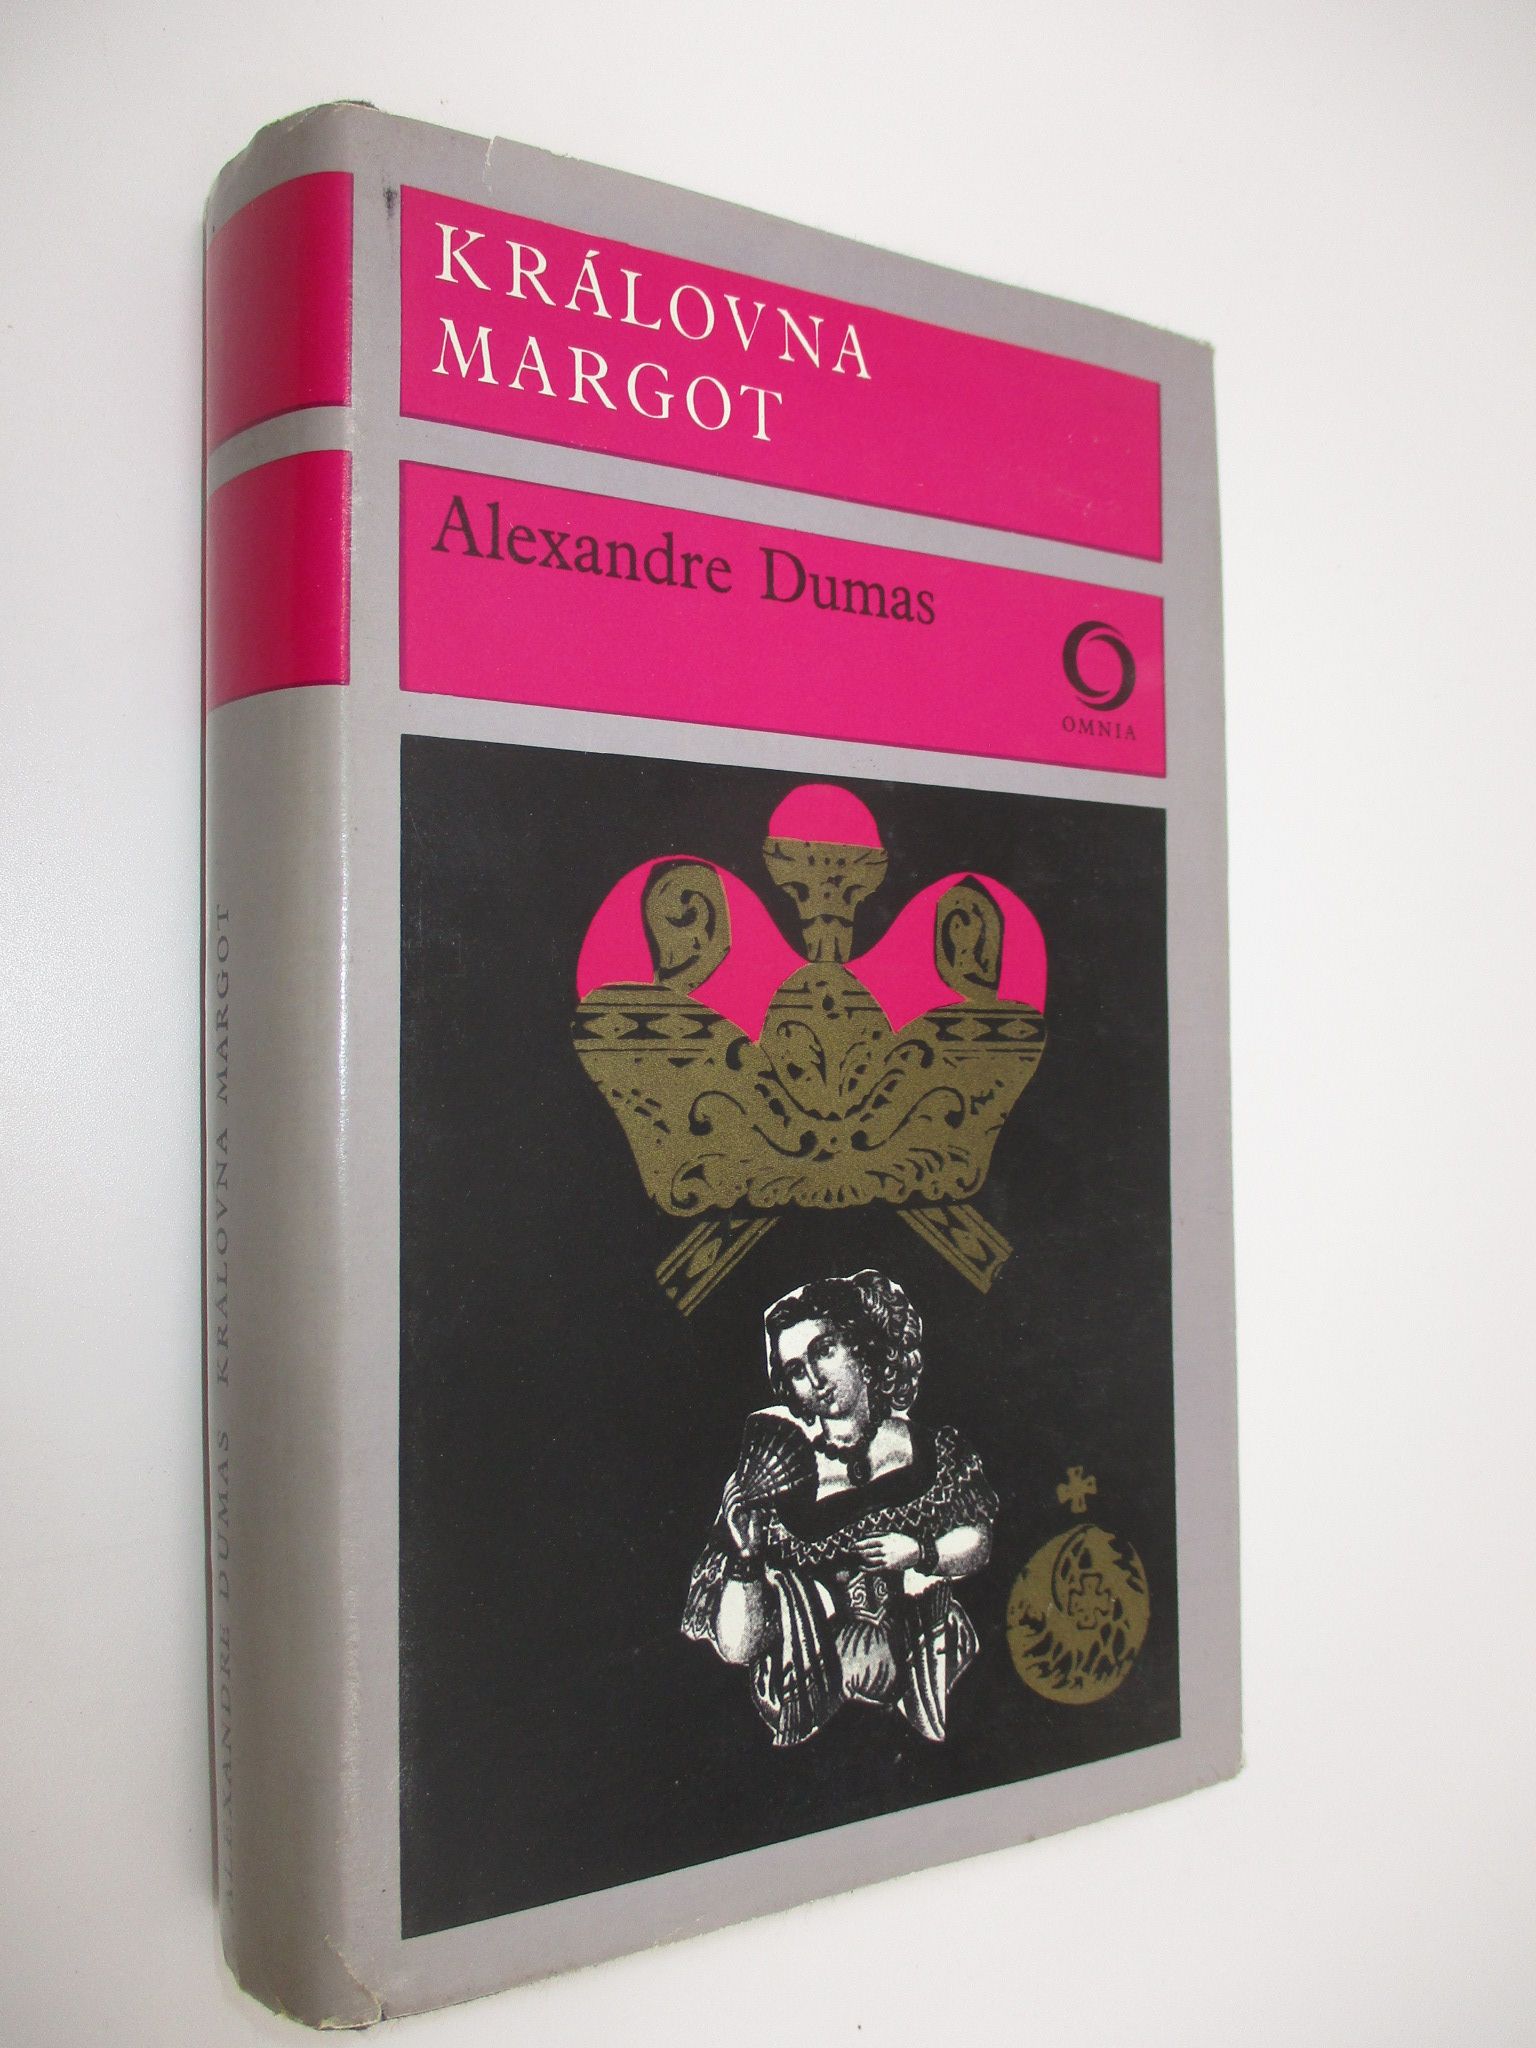 KRÁLOVNA
MARGOT
Alexandre Dumas
OMNIA
ALEXANDRE DUMAS KRÁLOVNA MARGOT